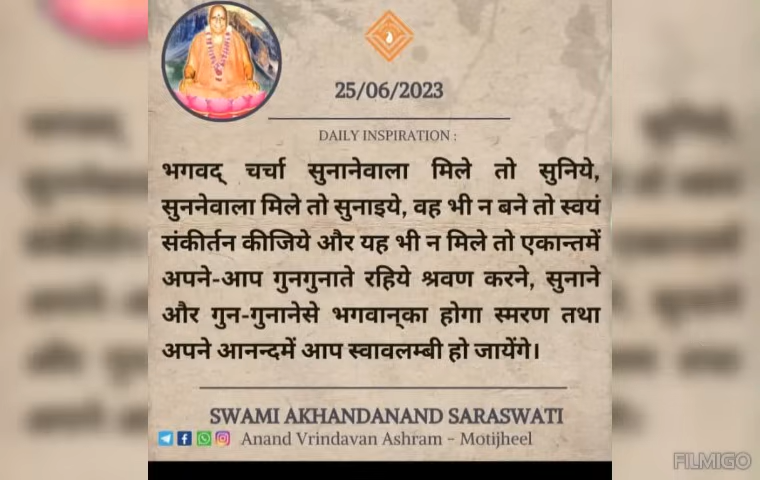 25/06/2023
DAILY INSPIRATION :
भगवद् चर्चा सुनानेवाला मिले तो सुनिये,
सुननेवाला मिले तो सुनाइये, वह भी न बने तो स्वयं
संकीर्तन कीजिये और यह भी न मिले तो एकान्तमें
अपने-आप गुनगुनाते रहिये श्रवण करने, सुनाने
और गुन-गुनानेसे भगवान्का होगा स्मरण तथा
अपने आनन्दमें आप स्वावलम्बी हो जायेंगे।
SWAMI AKHANDANAND SARASWATI
Anand Vrindavan Ashram - Motijheel
FILMIGO